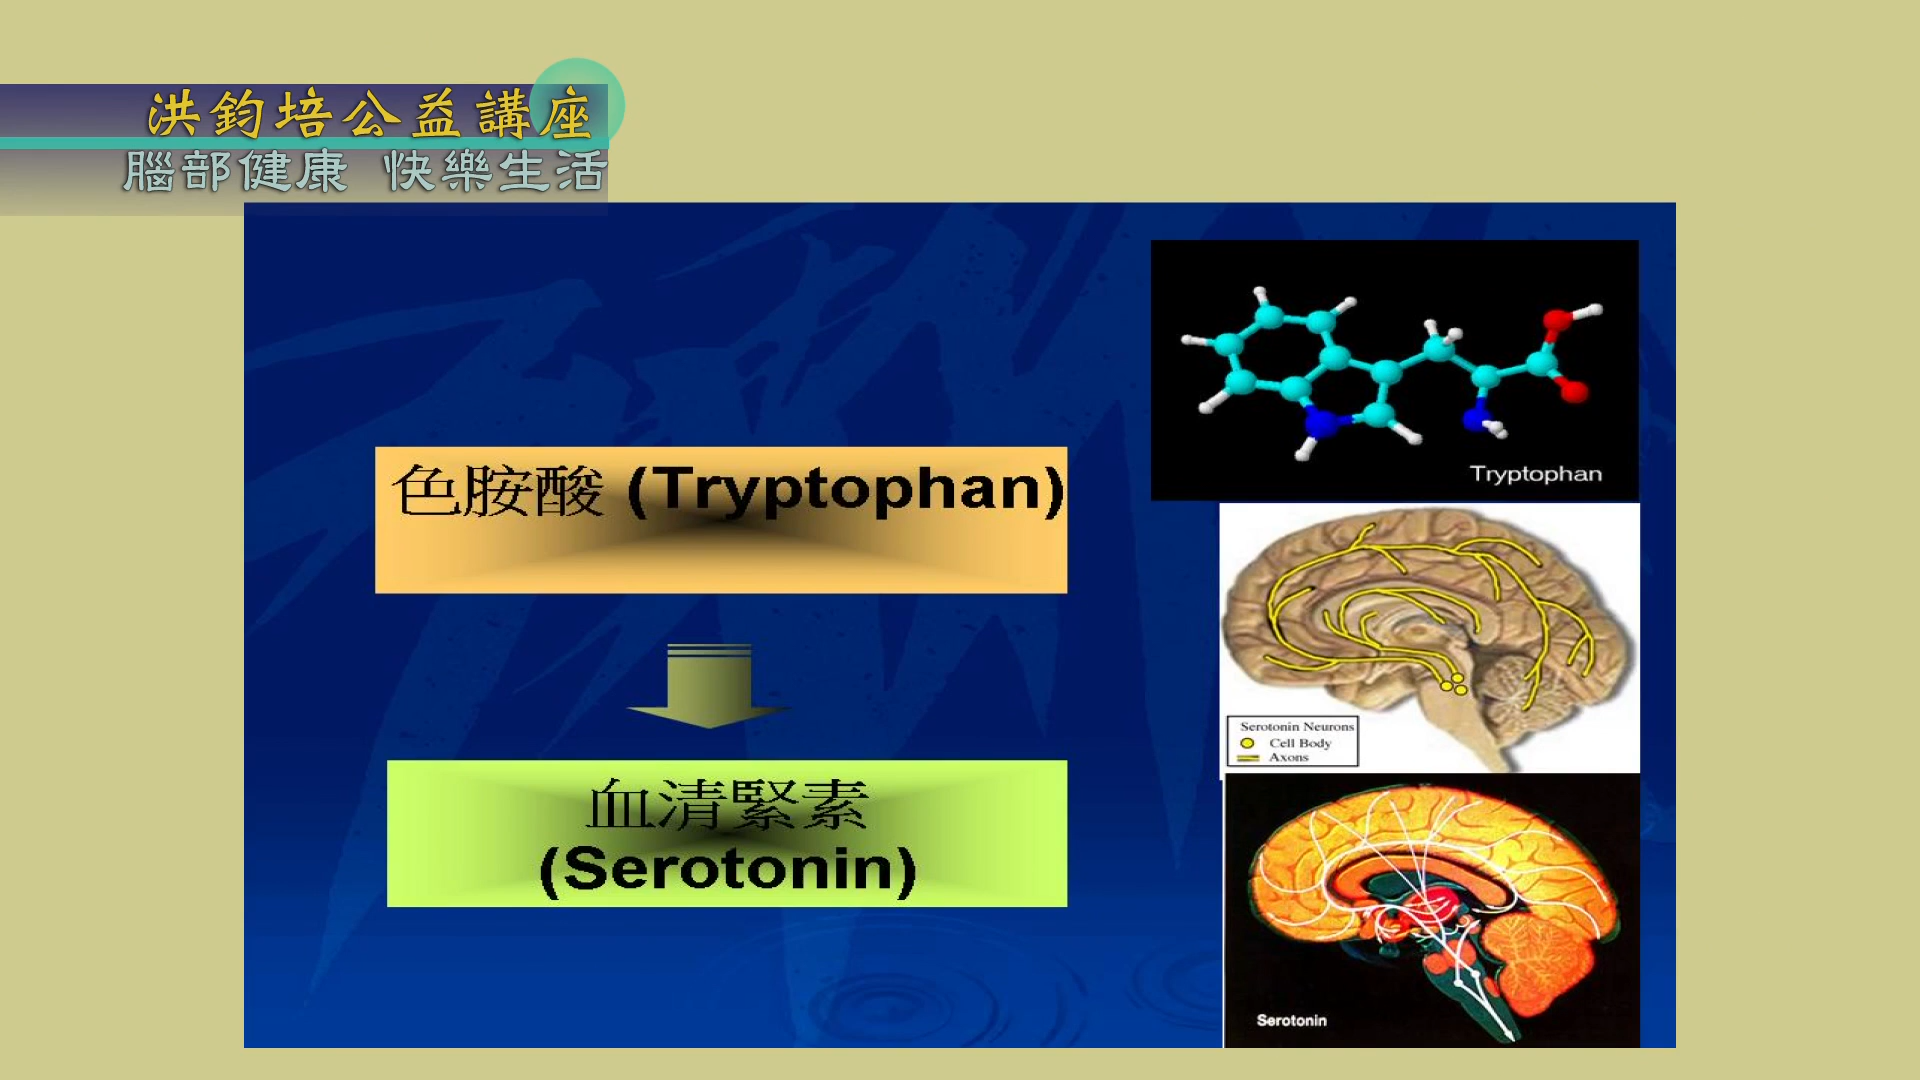 洪鈞培公益講座
腦部健康 快樂生活
色胺酸 (Tryptophan)
血清緊素
(Serotonin)
Tryptophan
Serotonin Neurons
Cell Body
Axons
Serotonin